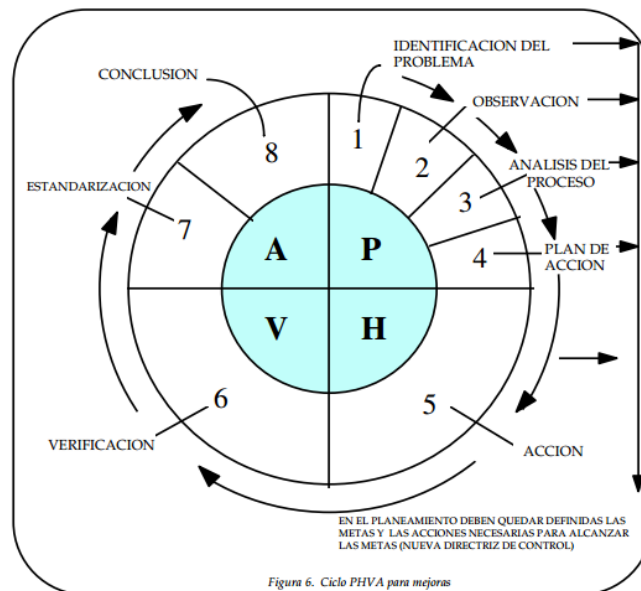 IDENTIFICACION DEL
PROBLEMA
CONCLUSION
OBSERVACION
1
8
2
ANALISIS DEL
PROCESO
ESTANDARIZACION
3
7
A
P
4
PLAN DE
ACCION
V
H
6
5
VERIFICACION
ACCION
EN EL PLANEAMIENTO DEBEN QUEDAR DEFINIDAS LAS
METAS Y LAS ACCIONES NECESARIAS PARA ALCANZAR
LAS METAS (NUEVA DIRECTRIZ DE CONTROL)
Figura 6. Ciclo PHVA para mejoras